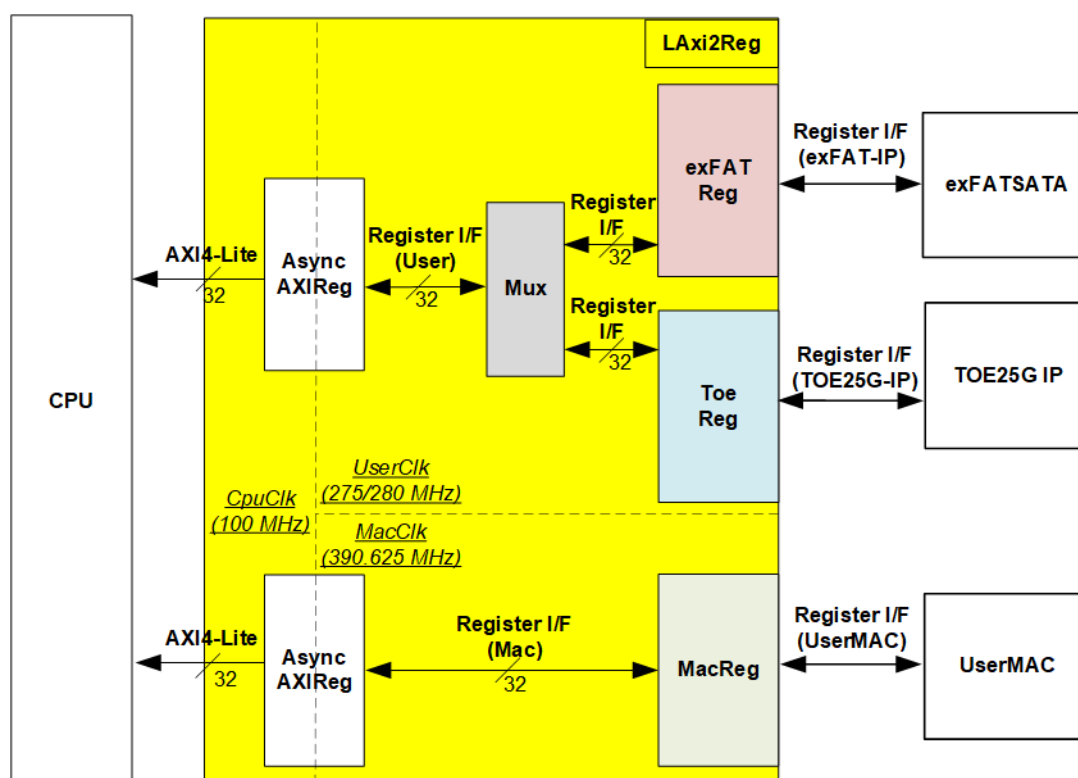 LAxi2Reg
CPU
AXI4-Lite
32
Async
AXIReg
Register I/F
(User)
32
Mux
Register
I/F
32
Register
I/F
32
exFAT
Reg
Register I/F
(exFAT-IP)
exFATSATA
Toe
Reg
Register I/F
(TOE25G-IP)
TOE25G IP
CpuClk
(100 MHz)
UserClk
(275/280 MHz)
MacClk
(390.625 MHz)
AXI4-Lite
32
Async
AXIReg
Register I/F
(Mac)
32
MacReg
Register I/F
(UserMAC)
UserMAC